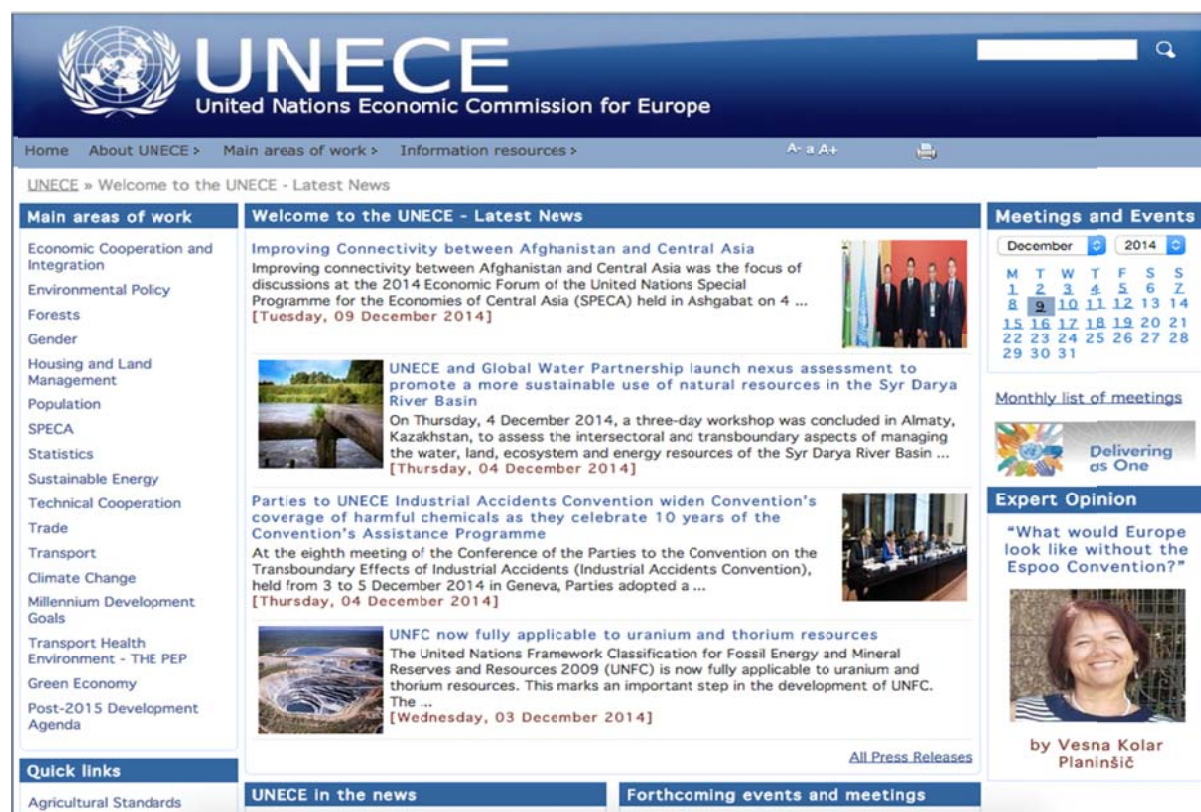 UNECE
United Nations Economic Commission for Europe
Home About UNECE > Main areas of work > Information resources > A- a A+
UNECE » Welcome to the UNECE - Latest News
Main areas of work
Economic Cooperation and
Integration
Environmental Policy
Forests
Gender
Housing and Land
Management
Population
SPECA
Statistics
Sustainable Energy
Technical Cooperation
Trade
Transport
Climate Change
Millennium Development
Goals
Transport Health
Environment - THE PEP
Green Economy
Post-2015 Development
Agenda
Quick links
Agricultural Standards
Welcome to the UNECE - Latest News
Improving Connectivity between Afghanistan and Central Asia
Improving connectivity between Afghanistan and Central Asia was the focus of
discussions at the 2014 Economic Forum of the United Nations Special
Programme for the Economies of Central Asia (SPECA) held in Ashgabat on 4 ...
[Tuesday, 09 December 2014]
UNECE and Global Water Partnership launch nexus assessment to
promote a more sustainable use of natural resources in the Syr Darya
River Basin
On Thursday, 4 December 2014, a three-day workshop was concluded in Almaty,
Kazakhstan, to assess the intersectoral and transboundary aspects of managing
the water, land, ecosystem and energy resources of the Syr Darya River Basin ...
[Thursday, 04 December 2014]
Parties to UNECE Industrial Accidents Convention widen Convention's
coverage of harmful chemicals as they celebrate 10 years of the
Convention's Assistance Programme
At the eighth meeting of the Conference of the Parties to the Convention on the
Transboundary Effects of Industrial Accidents (Industrial Accidents Convention),
held from 3 to 5 December 2014 in Geneva, Parties adopted a ...
[Thursday, 04 December 2014]
UNFC now fully applicable to uranium and thorium resources
The United Nations Framework Classification for Fossil Energy and Mineral
Reserves and Resources 2009 (UNFC) is now fully applicable to uranium and
thorium resources. This marks an important step in the development of UNFC.
The ...
[Wednesday, 03 December 2014]
All Press Releases
UNECE in the news
Forthcoming events and meetings
Meetings and Events
December 2014
M T W T F S S
1 2 3 4 5 6 7
8 9 10 11 12 13 14
15 16 17 18 19 20 21
22 23 24 25 26 27 28
29 30 31
Monthly list of meetings
Delivering
as One
Expert Opinion
"What would Europe
look like without the
Espoo Convention?"
by Vesna Kolar
Planinšič